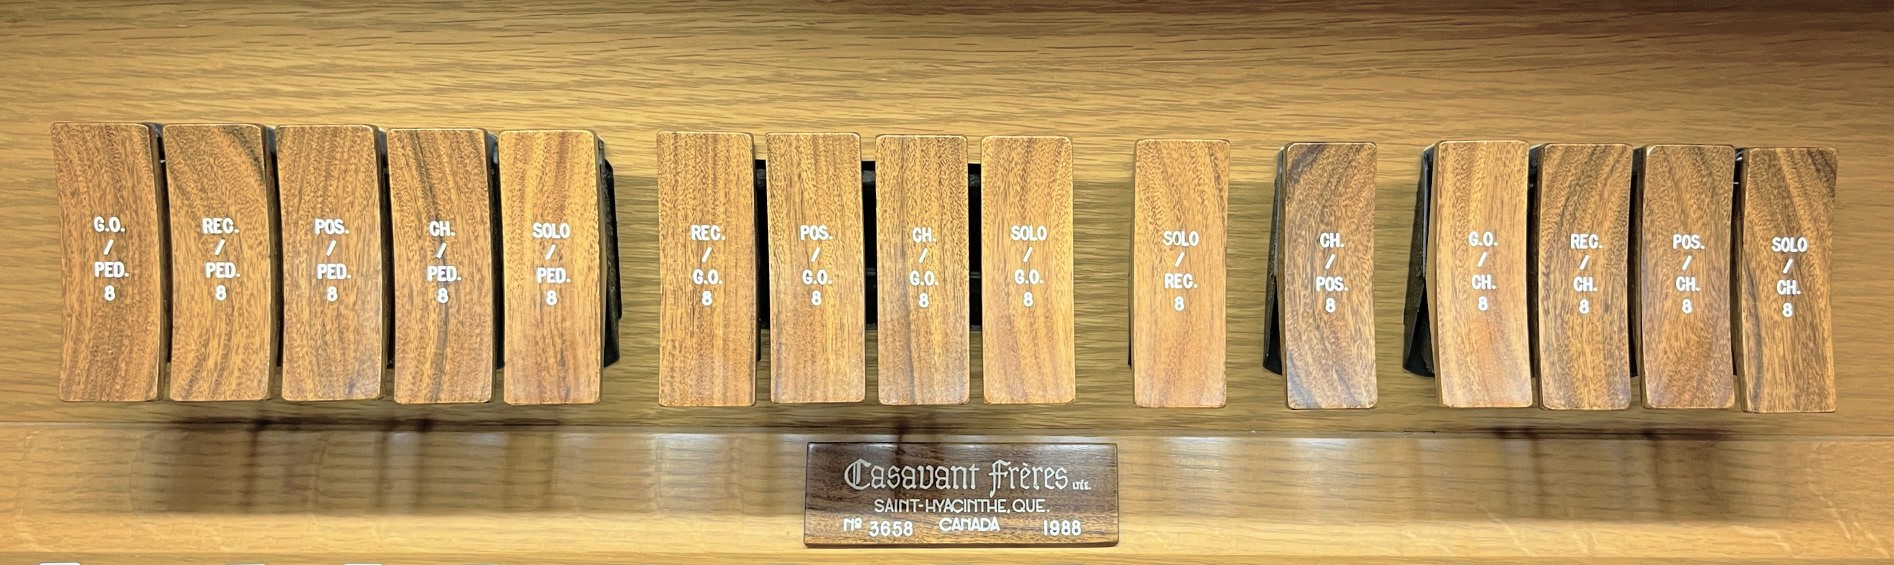 G.O.
/
PED.
8
REC.
/
PED.
8
POS.
/
PED.
8
CH.
/
PED.
8
SOLO
/
PED.
8
REC.
/
G.O.
8
POS.
/
G.O.
8
CH.
/
G.O.
8
SOLO
/
G.O.
8
SOLO
/
REC.
8
CH.
/
POS.
8
G.O.
/
CH.
8
REC.
/
CH.
8
POS.
/
CH.
8
SOLO
/
CH.
8
Casavant Frères LTÉE.
SAINT-HYACINTHE, QUE.
Nº 3658 CANADA 1988